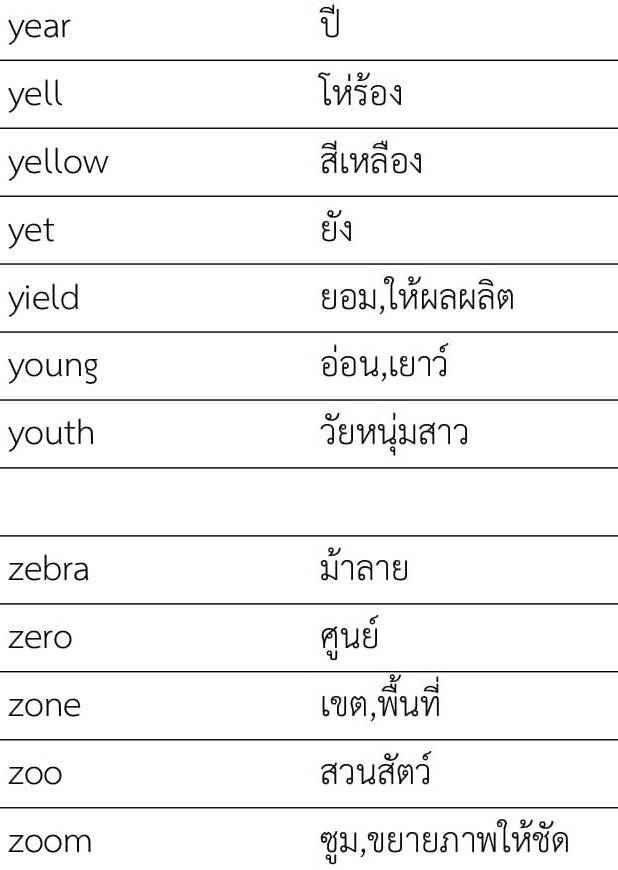 year ปี
yell โห่ร้อง
yellow สีเหลือง
yet ยัง
yield ยอม,ให้ผลผลิต
young อ่อน,เยาว์
youth วัยหนุ่มสาว
zebra ม้าลาย
zero ศูนย์
zone เขต,พื้นที่
zoo สวนสัตว์
zoom ซูม,ขยายภาพให้ชัด